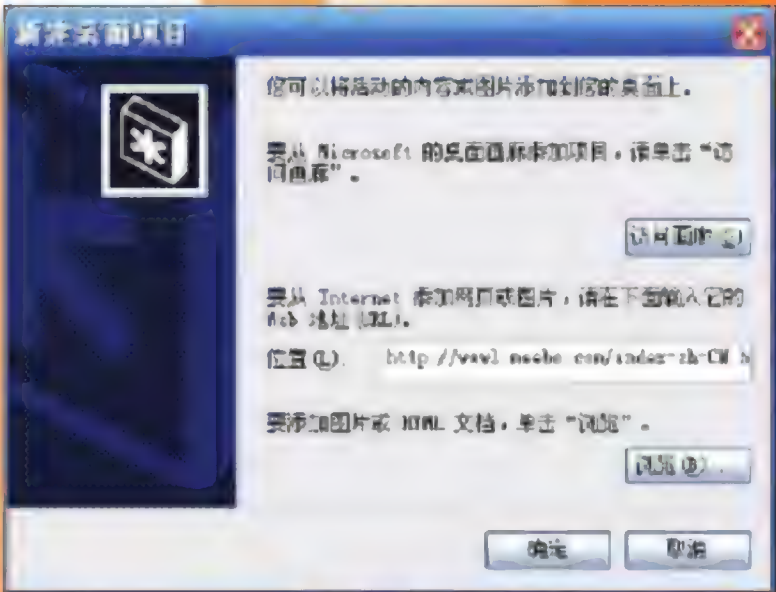 新建桌面项目
您可以将活动的内容或图片添加到您的桌面上。
要从 Microsoft 的桌面画廊添加项目，请单击“访
问画廊”。
访问画廊
要从 Internet 添加网页或图片，请在下面输入它的
Web 地址 (URL)。
位置(L):
要添加图片或 HTML 文档，单击“浏览”。
浏览(B)...
确定
取消